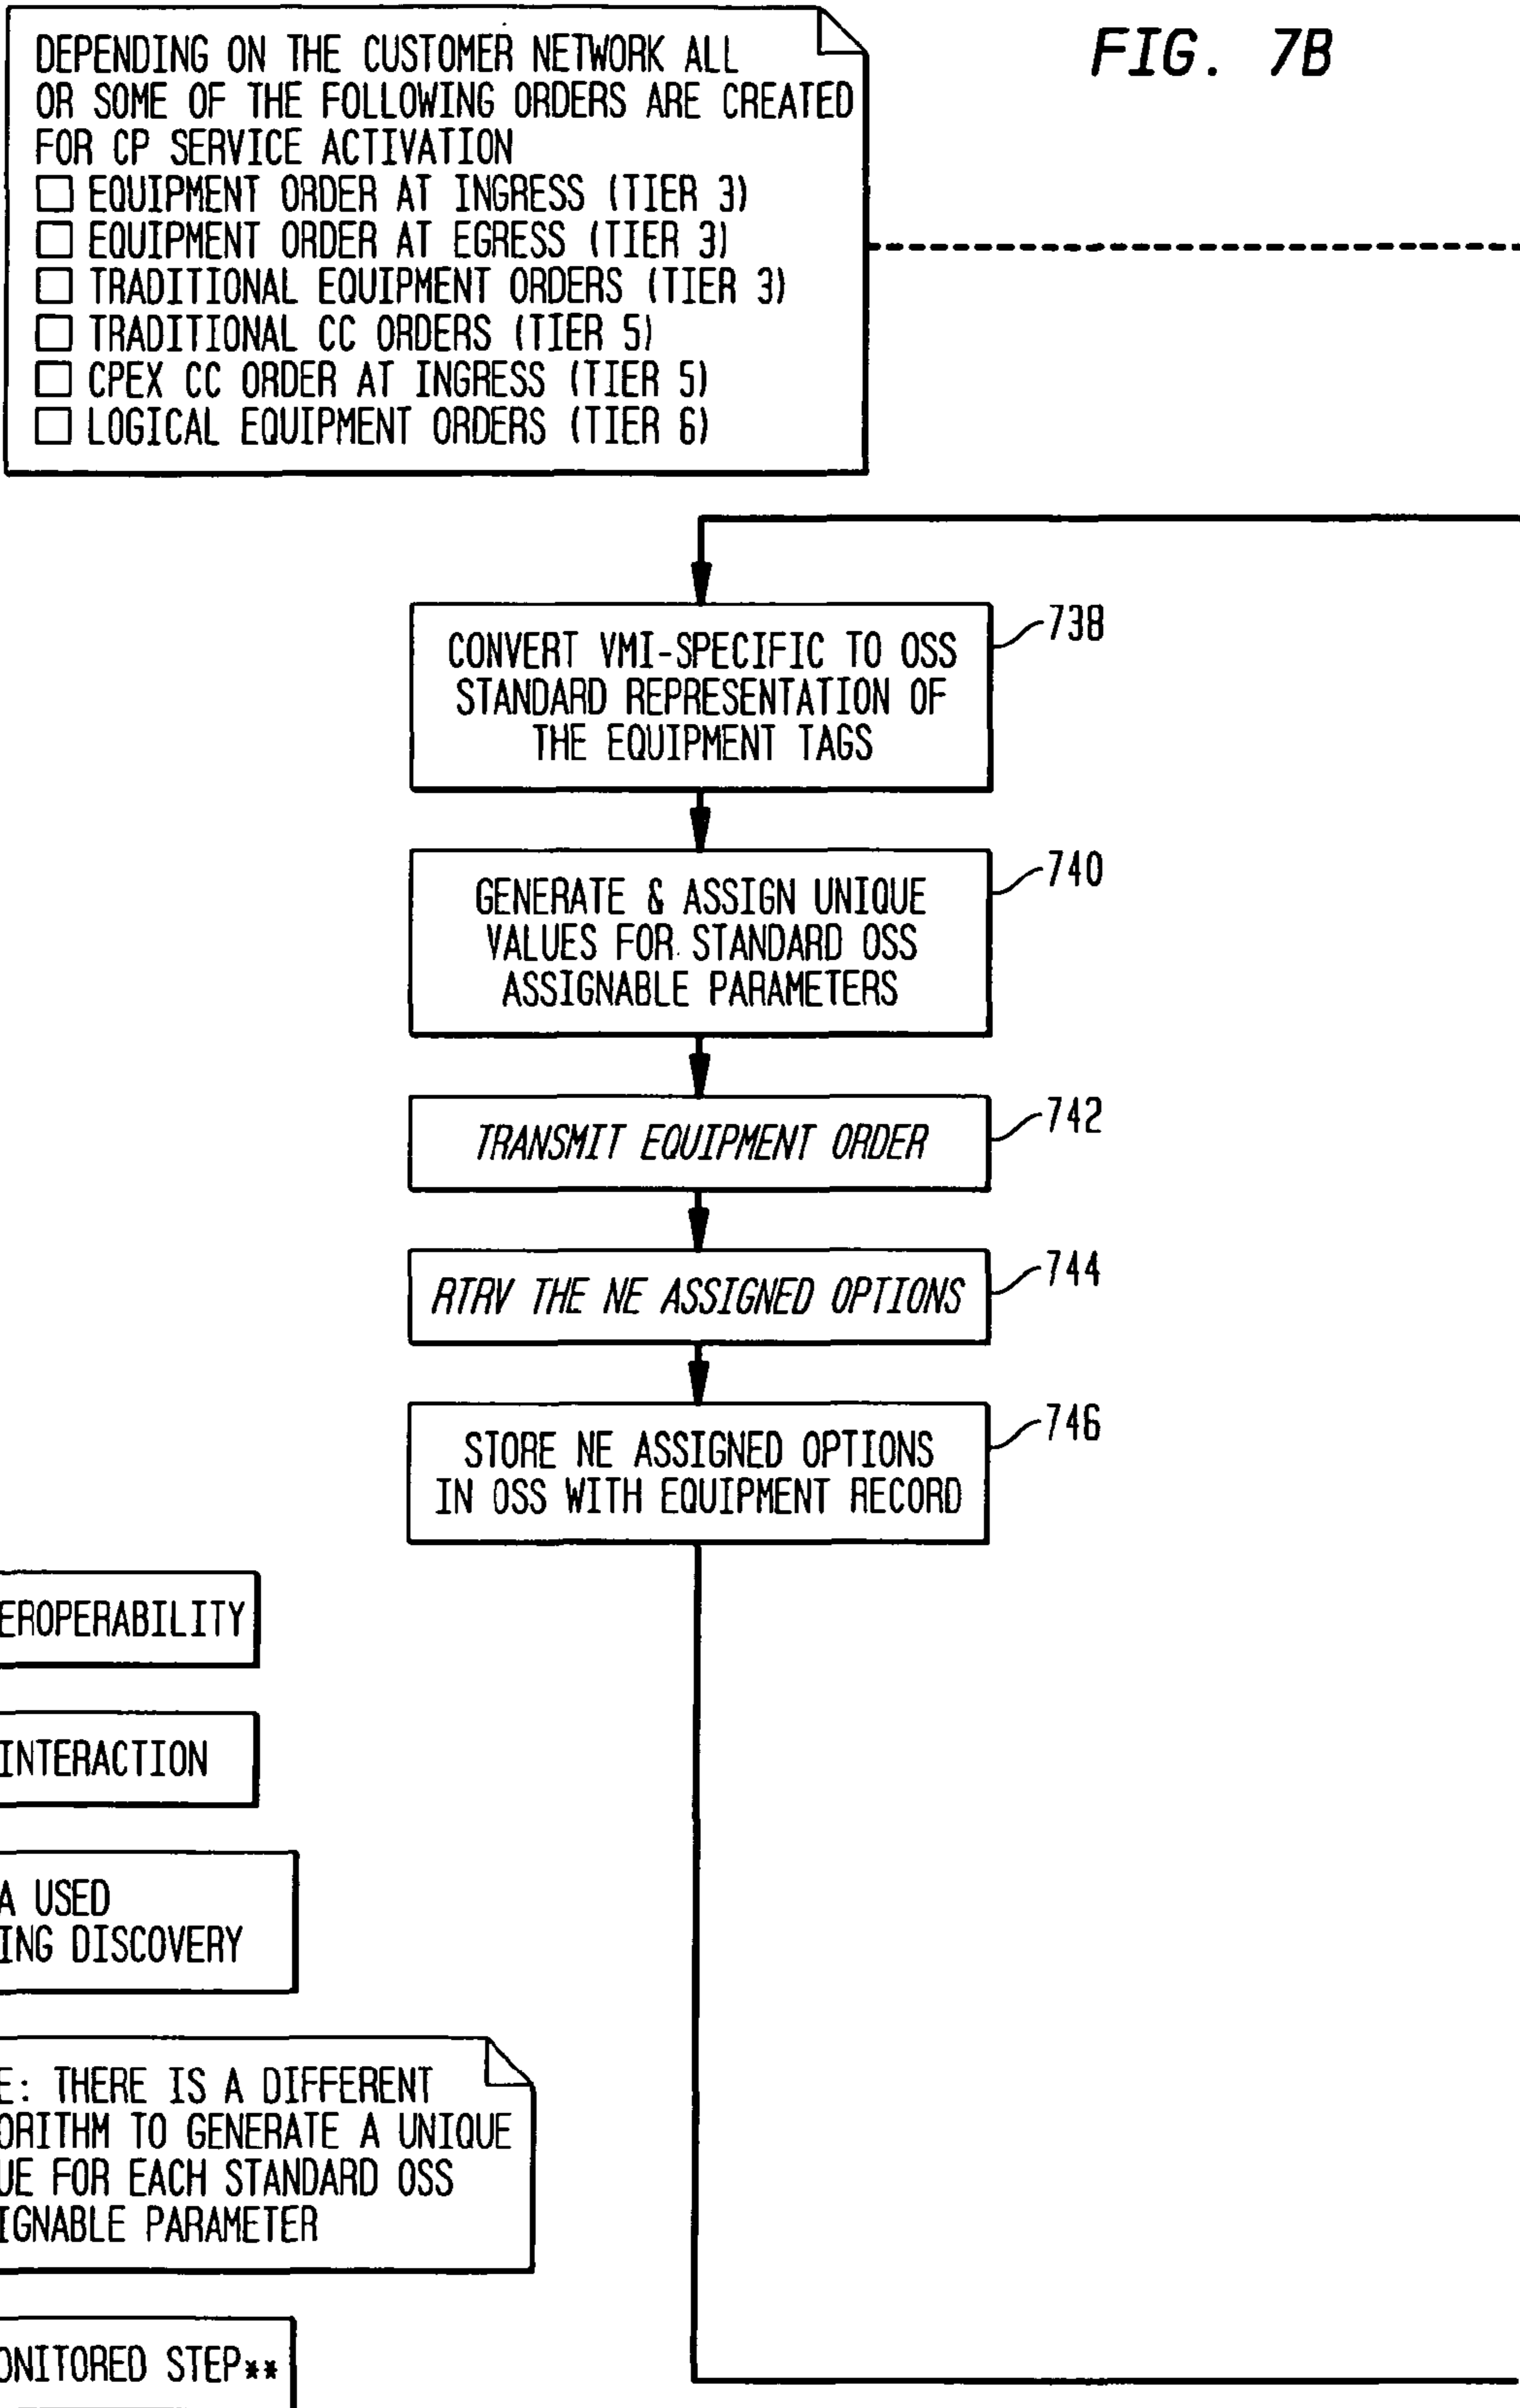 FIG. 7B
DEPENDING ON THE CUSTOMER NETWORK ALL
OR SOME OF THE FOLLOWING ORDERS ARE CREATED
FOR CP SERVICE ACTIVATION
☐ EQUIPMENT ORDER AT INGRESS (TIER 3)
☐ EQUIPMENT ORDER AT EGRESS (TIER 3)
☐ TRADITIONAL EQUIPMENT ORDERS (TIER 3)
☐ TRADITIONAL CC ORDERS (TIER 5)
☐ CPEX CC ORDER AT INGRESS (TIER 5)
☐ LOGICAL EQUIPMENT ORDERS (TIER 6)
CONVERT VMI-SPECIFIC TO OSS
STANDARD REPRESENTATION OF
THE EQUIPMENT TAGS
738
GENERATE & ASSIGN UNIQUE
VALUES FOR STANDARD OSS
ASSIGNABLE PARAMETERS
740
TRANSMIT EQUIPMENT ORDER
742
RTRV THE NE ASSIGNED OPTIONS
744
STORE NE ASSIGNED OPTIONS
IN OSS WITH EQUIPMENT RECORD
746
EROPERABILITY
INTERACTION
A USED
ING DISCOVERY
E: THERE IS A DIFFERENT
ORITHM TO GENERATE A UNIQUE
UE FOR EACH STANDARD OSS
IGNABLE PARAMETER
ONITORED STEP**